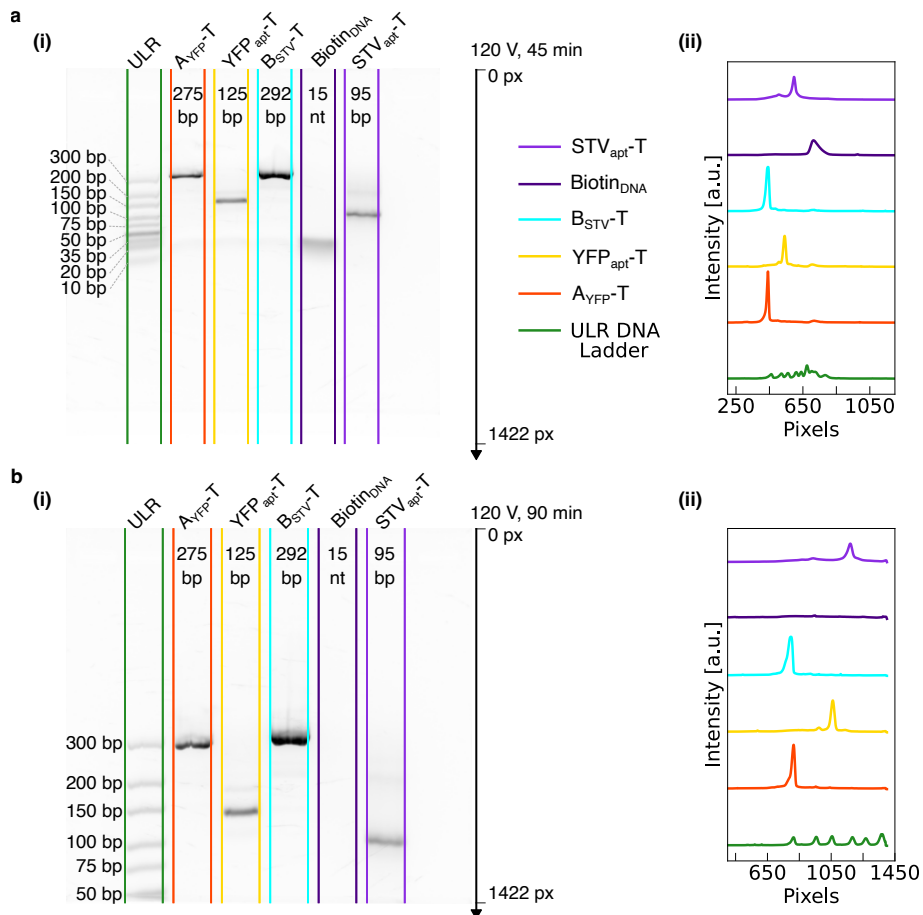 a
(i)
ULR
A_YFP-T
YFP_apt-T
B_STV-T
Biotin_DNA
STV_apt-T
275 bp
125 bp
292 bp
15 nt
95 bp
300 bp
200 bp
150 bp
100 bp
75 bp
50 bp
35 bp
20 bp
10 bp
120 V, 45 min
0 px
1422 px
STV_apt-T
Biotin_DNA
B_STV-T
YFP_apt-T
A_YFP-T
ULR DNA
Ladder
(ii)
Intensity [a.u.]
250 650 1050
Pixels
b
(i)
ULR
A_YFP-T
YFP_apt-T
B_STV-T
Biotin_DNA
STV_apt-T
275 bp
125 bp
292 bp
15 nt
95 bp
300 bp
200 bp
150 bp
100 bp
75 bp
50 bp
120 V, 90 min
0 px
1422 px
(ii)
Intensity [a.u.]
650 1050 1450
Pixels